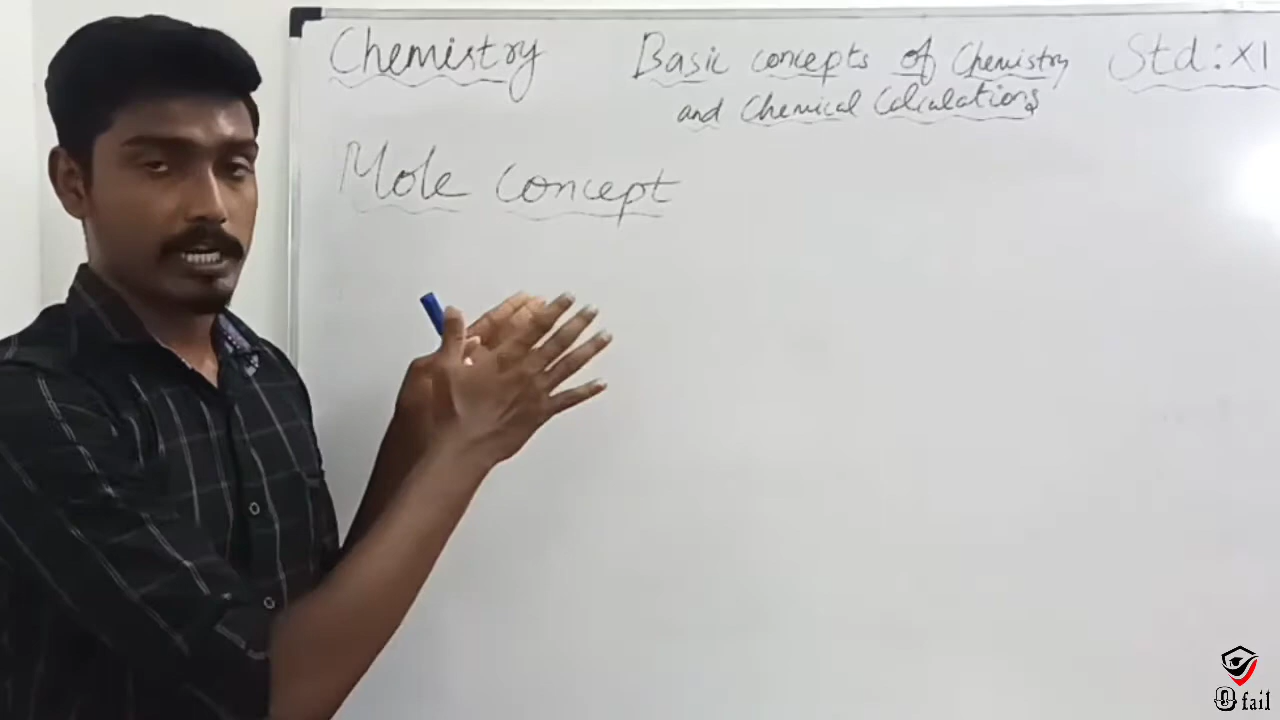 Chemistry
Basic concepts of Chemistry
and Chemical Calculations
Std: XI
Mole Concept
0 fail